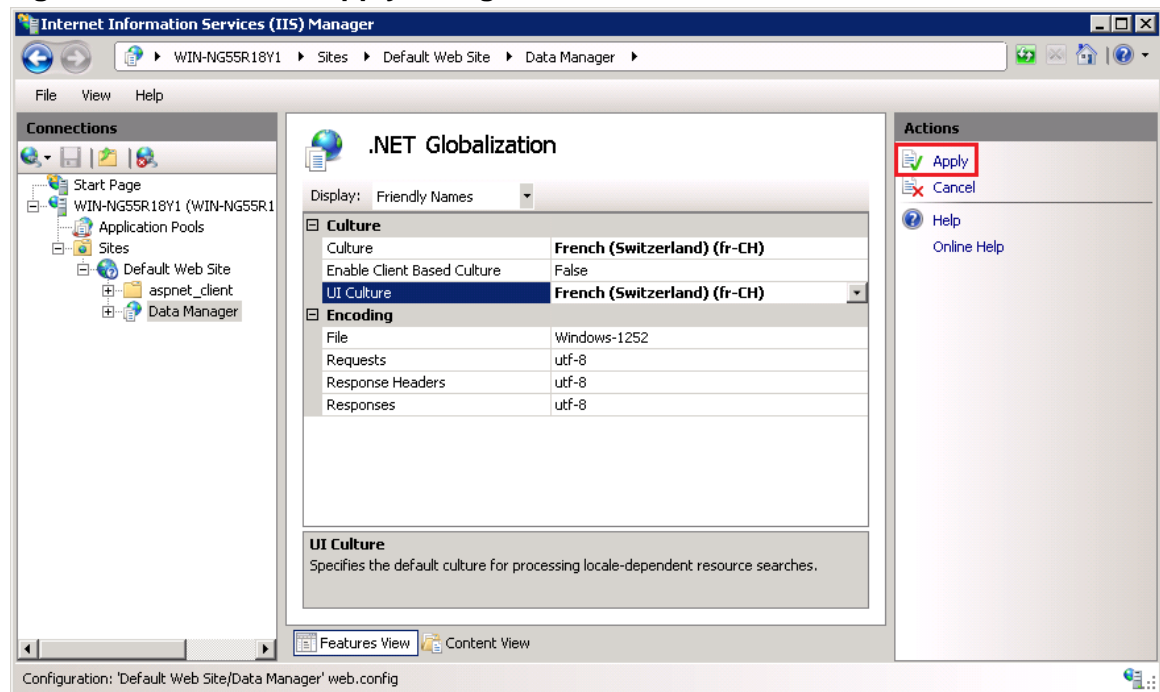 Internet Information Services (IIS) Manager
WIN-NG55R18Y1 Sites Default Web Site Data Manager
File View Help
Connections
Start Page
WIN-NG55R18Y1 (WIN-NG55R1
Application Pools
Sites
Default Web Site
aspnet_client
Data Manager
.NET Globalization
Display: Friendly Names
Culture
Culture French (Switzerland) (fr-CH)
Enable Client Based Culture False
UI Culture French (Switzerland) (fr-CH)
Encoding
File Windows-1252
Requests utf-8
Response Headers utf-8
Responses utf-8
UI Culture
Specifies the default culture for processing locale-dependent resource searches.
Features View Content View
Actions
Apply
Cancel
Help
Online Help
Configuration: 'Default Web Site/Data Manager' web.config